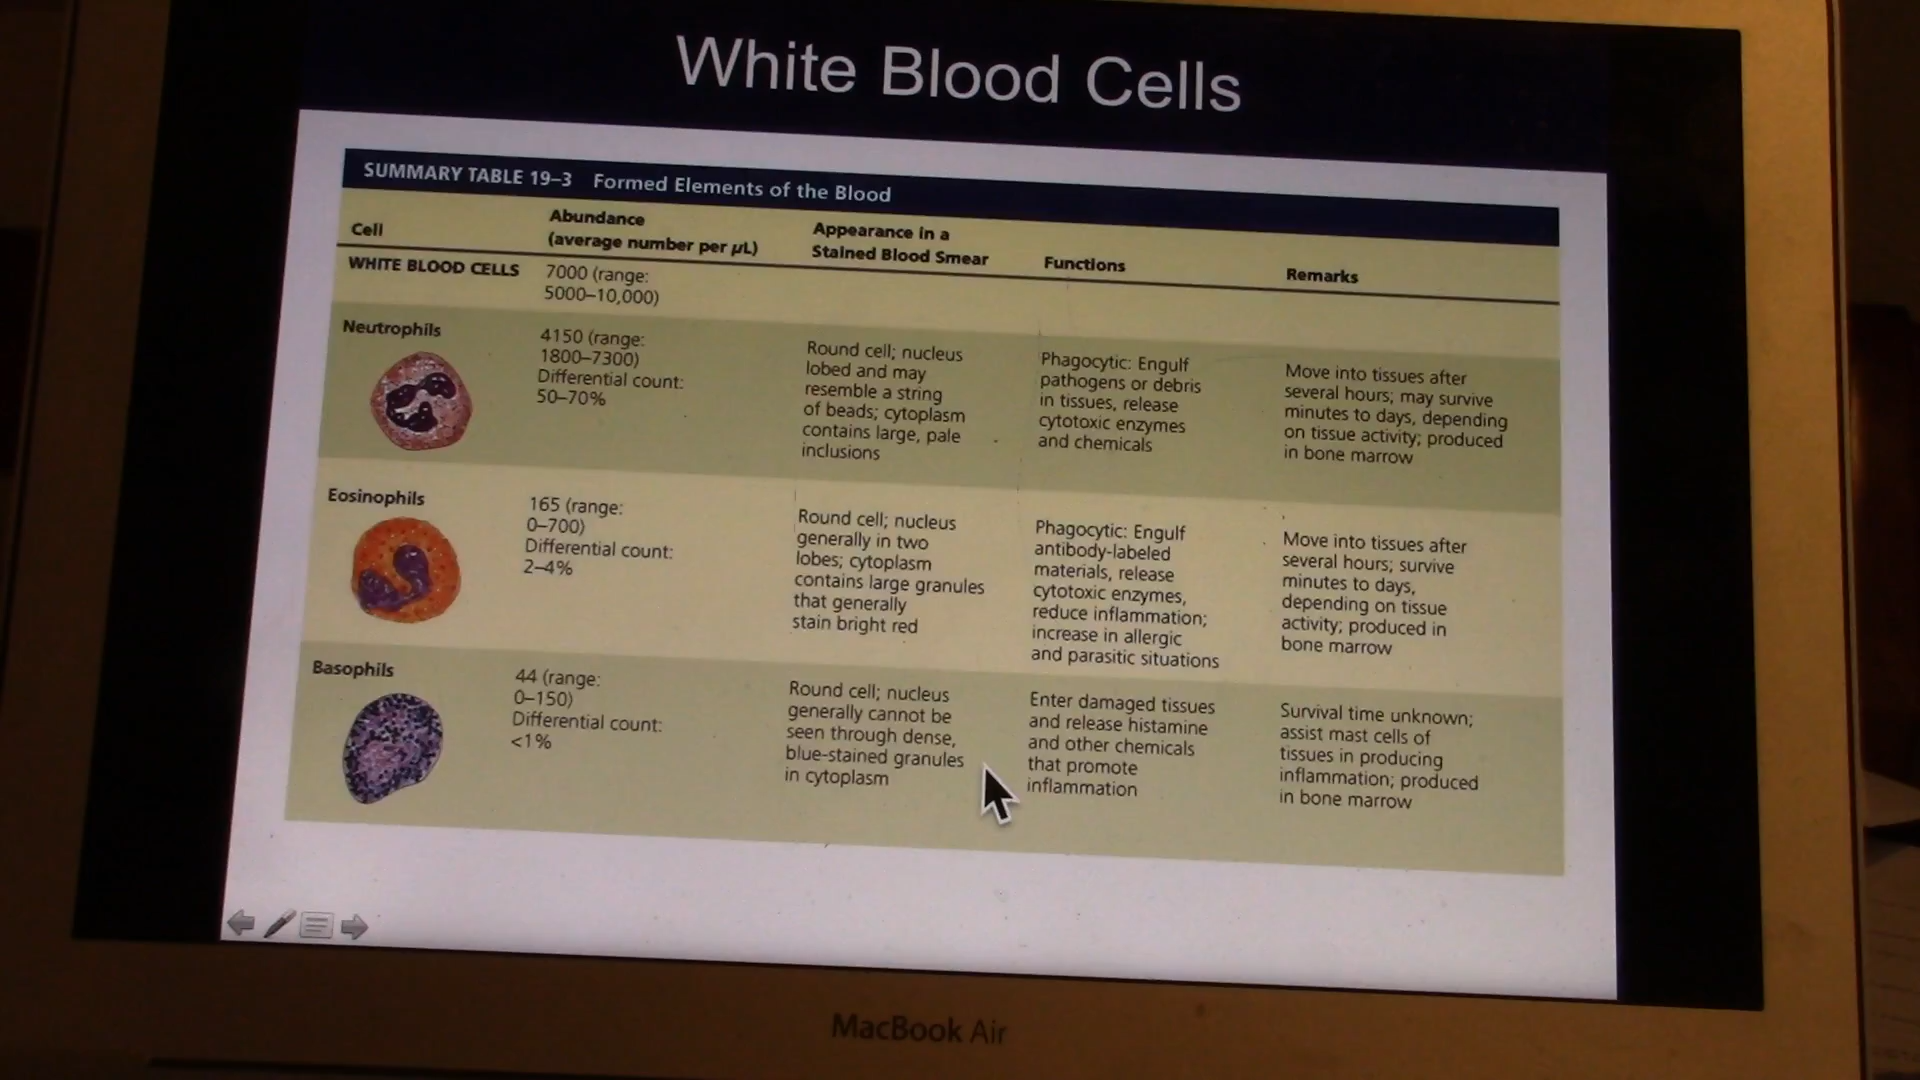 White Blood Cells
SUMMARY TABLE 19–3 Formed Elements of the Blood
Cell
Abundance
(average number per µL)
Appearance in a
Stained Blood Smear
Functions
Remarks
WHITE BLOOD CELLS
7000 (range:
5000–10,000)
Neutrophils
4150 (range:
1800–7300)
Differential count:
50–70%
Round cell; nucleus
lobed and may
resemble a string
of beads; cytoplasm
contains large, pale
inclusions
Phagocytic: Engulf
pathogens or debris
in tissues, release
cytotoxic enzymes
and chemicals
Move into tissues after
several hours; may survive
minutes to days, depending
on tissue activity; produced
in bone marrow
Eosinophils
165 (range:
0–700)
Differential count:
2–4%
Round cell; nucleus
generally in two
lobes; cytoplasm
contains large granules
that generally
stain bright red
Phagocytic: Engulf
antibody-labeled
materials, release
cytotoxic enzymes,
reduce inflammation;
increase in allergic
and parasitic situations
Move into tissues after
several hours; survive
minutes to days,
depending on tissue
activity; produced in
bone marrow
Basophils
44 (range:
0–150)
Differential count:
<1%
Round cell; nucleus
generally cannot be
seen through dense,
blue-stained granules
in cytoplasm
Enter damaged tissues
and release histamine
and other chemicals
that promote
inflammation
Survival time unknown;
assist mast cells of
tissues in producing
inflammation; produced
in bone marrow
MacBook Air